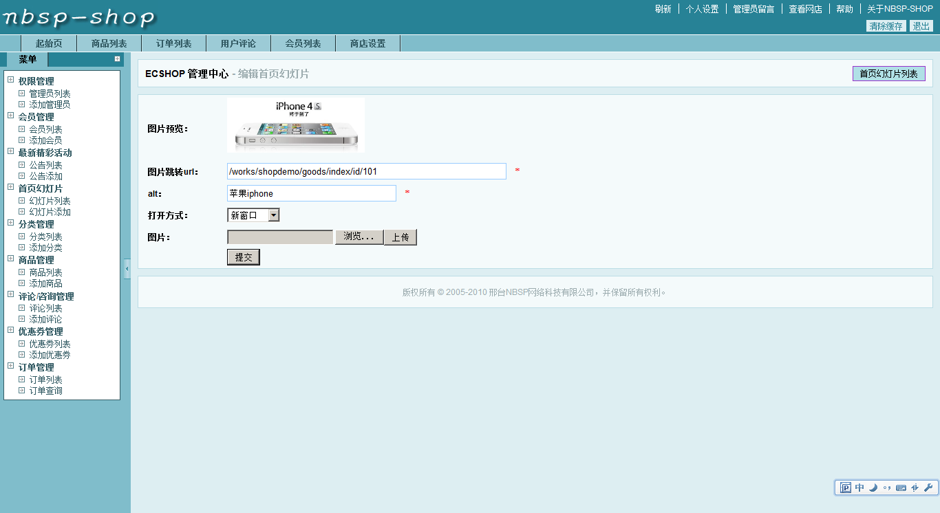 nbsp-shop
刷新 个人设置 管理员留言 查看网店 帮助 关于NBSP-SHOP
清除缓存 退出
起始页 商品列表 订单列表 用户评论 会员列表 商店设置
菜单
权限管理
管理员列表
添加管理员
会员管理
会员列表
添加会员
最新精彩活动
公告列表
公告添加
首页幻灯片
幻灯片列表
幻灯片添加
分类管理
分类列表
添加分类
商品管理
商品列表
添加商品
评论/咨询管理
评论列表
添加评论
优惠券管理
优惠券列表
添加优惠券
订单管理
订单列表
订单查询
ECSHOP 管理中心 - 编辑首页幻灯片
首页幻灯片列表
图片预览：
iPhone 4S
终于来了
图片跳转url： /works/shopdemo/goods/index/id/101 *
alt： 苹果iphone *
打开方式： 新窗口
图片： 浏览... 上传
提交
版权所有 © 2005-2010 邢台NBSP网络科技有限公司，并保留所有权利。
中